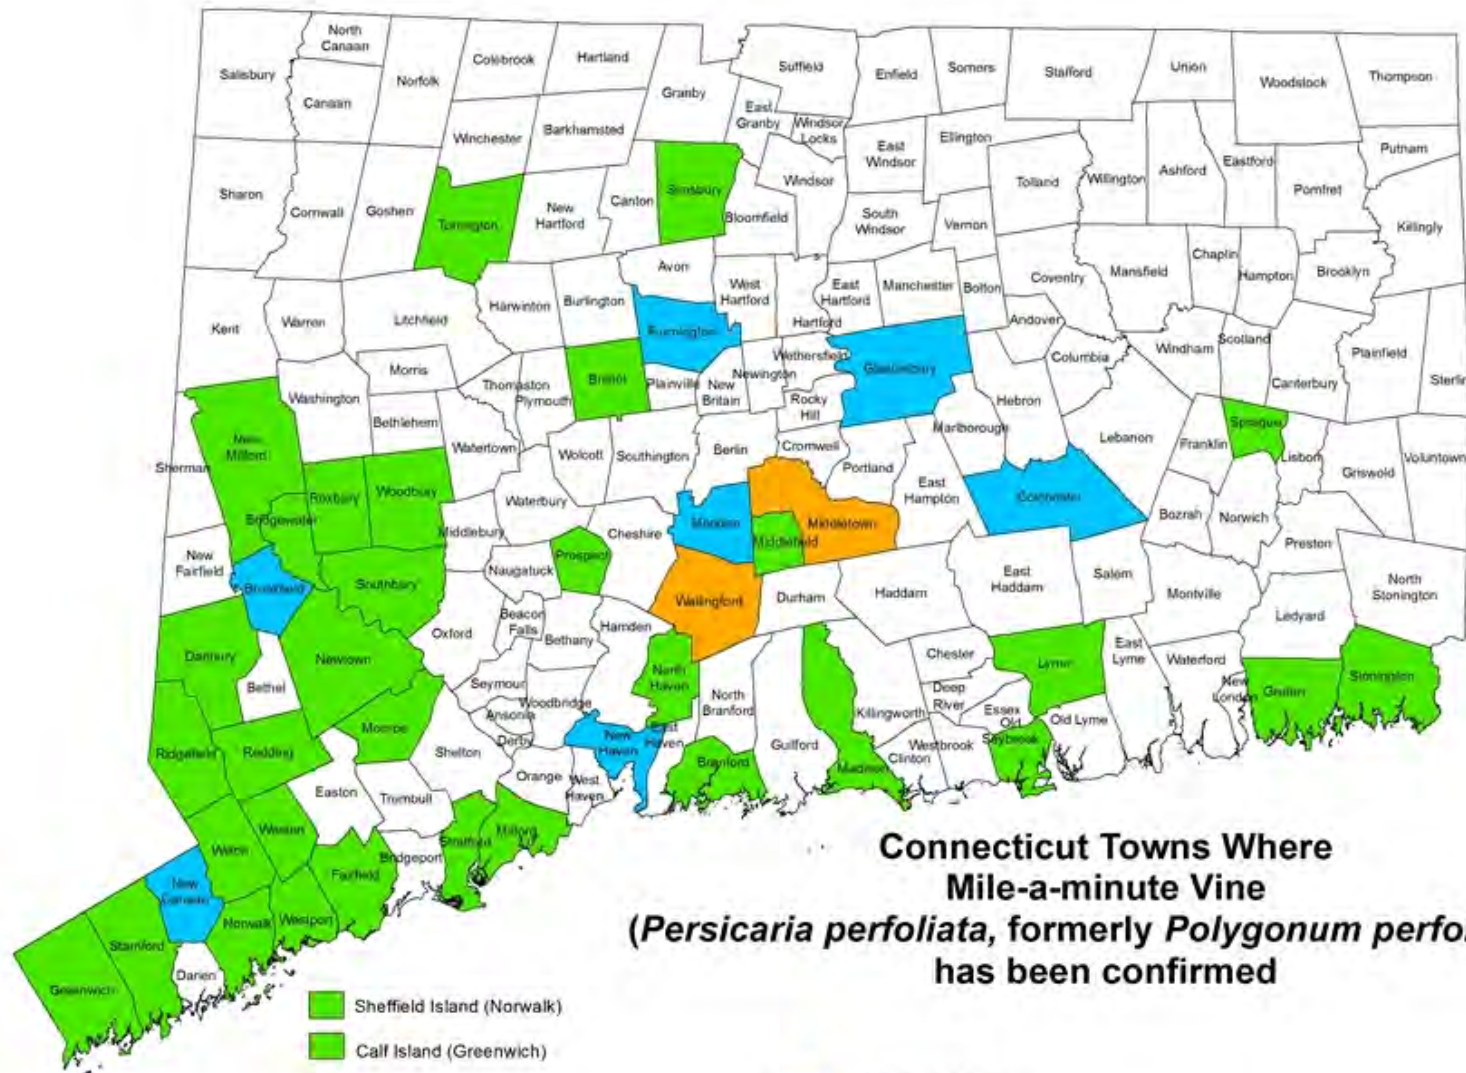 North
Canaan
Salisbury
Canaan
Norfolk
Colebrook
Hartland
Granby
Suffield
East
Granby
Windsor
Locks
Enfield
Somers
Stafford
Union
Woodstock
Thompson
Winchester
Barkhamsted
East
Windsor
Ellington
Putnam
Sharon
Cornwall
Goshen
Torrington
New
Hartford
Canton
Simsbury
Bloomfield
Windsor
South
Windsor
Vernon
Tolland
Willington
Ashford
Eastford
Pomfret
Killingly
Kent
Warren
Litchfield
Harwinton
Burlington
Avon
West
Hartford
Hartford
East
Hartford
Manchester
Bolton
Coventry
Andover
Mansfield
Chaplin
Hampton
Brooklyn
Morris
Washington
Bethlehem
Watertown
Thomaston
Plymouth
Bristol
Farmington
Plainville
New
Britain
Newington
Wethersfield
Rocky
Hill
Glastonbury
Hebron
Columbia
Windham
Scotland
Canterbury
Plainfield
Sterlin
Sherman
New
Milford
Roxbury
Woodbury
Bridgewater
Wolcott
Southington
Berlin
Cromwell
Portland
Marlborough
East
Hampton
Lebanon
Franklin
Sprague
Lisbon
Griswold
Voluntown
New
Fairfield
Brookfield
Southbury
Middlebury
Waterbury
Naugatuck
Prospect
Cheshire
Meriden
Middlefield
Middletown
Colchester
Bozrah
Norwich
Preston
North
Stonington
Danbury
Bethel
Newtown
Oxford
Beacon
Falls
Bethany
Hamden
Wallingford
Durham
Haddam
East
Haddam
Salem
Montville
Ledyard
Ridgefield
Redding
Monroe
Seymour
Woodbridge
Ansonia
Derby
Shelton
North
Haven
North
Branford
Guilford
Killingworth
Chester
Deep
River
Essex
Lyme
East
Lyme
Waterford
New
London
Groton
Stonington
Easton
Trumbull
Orange
West
Haven
New
Haven
East
Haven
Branford
Madison
Clinton
Westbrook
Old
Saybrook
Old Lyme
Wilton
Weston
Fairfield
Bridgeport
Stratford
Milford
New
Canaan
Norwalk
Westport
Stamford
Darien
Greenwich
Connecticut Towns Where
Mile-a-minute Vine
(Persicaria perfoliata, formerly Polygonum perfo
has been confirmed
Sheffield Island (Norwalk)
Calf Island (Greenwich)